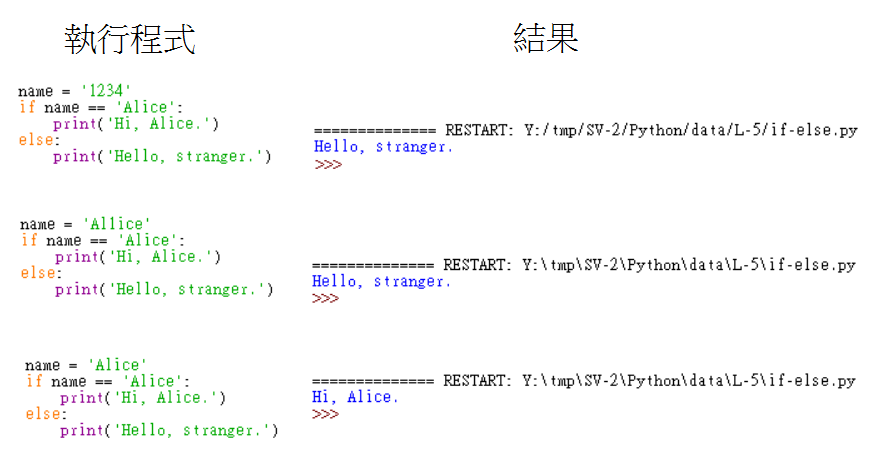 執行程式
結果
name = '1234'
if name == 'Alice':
    print('Hi, Alice.')
else:
    print('Hello, stranger.')
============== RESTART: Y:/tmp/SV-2/Python/data/L-5/if-else.py
Hello, stranger.
>>>
name = 'Allice'
if name == 'Alice':
    print('Hi, Alice.')
else:
    print('Hello, stranger.')
============== RESTART: Y:\tmp\SV-2\Python\data\L-5\if-else.py
Hello, stranger.
>>>
name = 'Alice'
if name == 'Alice':
    print('Hi, Alice.')
else:
    print('Hello, stranger.')
============== RESTART: Y:\tmp\SV-2\Python\data\L-5\if-else.py
Hi, Alice.
>>>